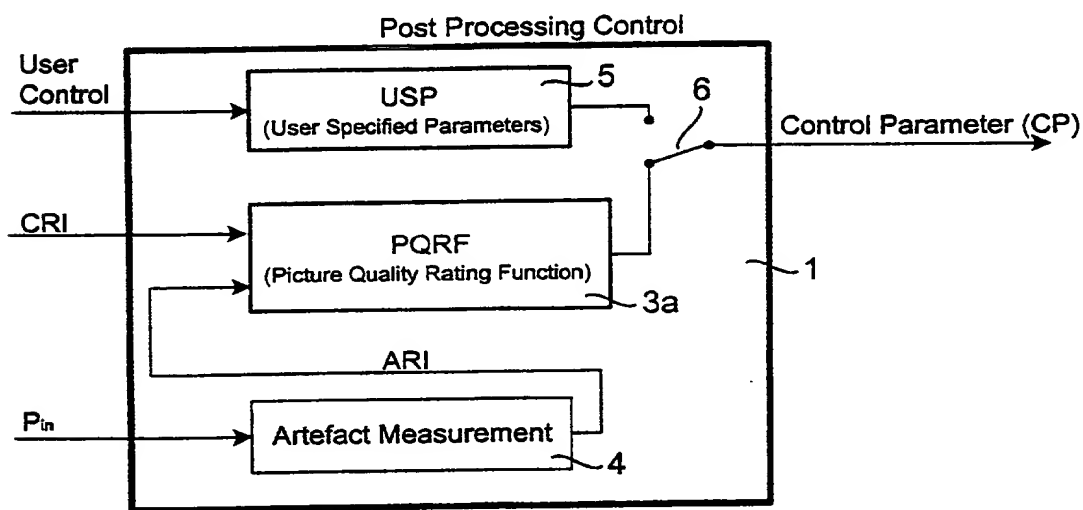 Post Processing Control
User
Control
USP
(User Specified Parameters)
5
6
Control Parameter (CP)
CRI
PQRF
(Picture Quality Rating Function)
3a
1
ARI
Pin
Artefact Measurement
4